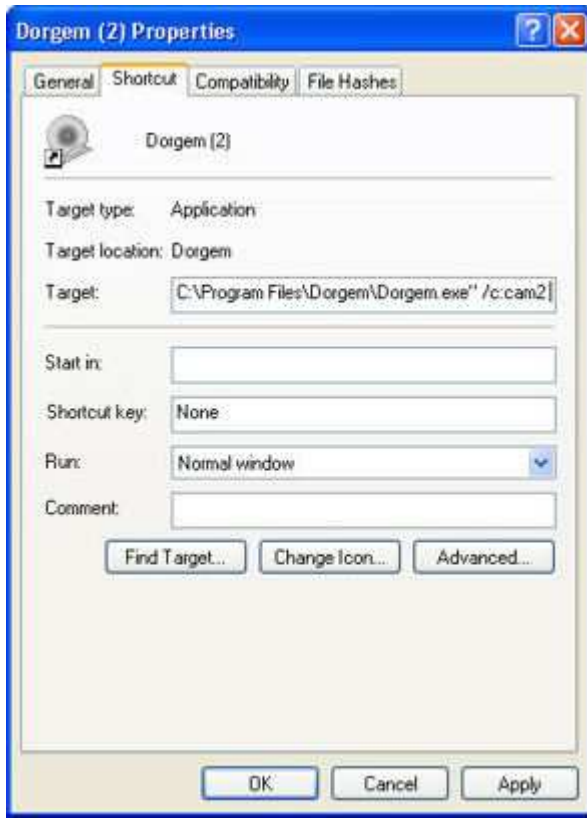 Dorgem (2) Properties
General Shortcut Compatibility File Hashes
Dorgem (2)
Target type: Application
Target location: Dorgem
Target: C:\Program Files\Dorgem\Dorgem.exe" /c:cam2
Start in:
Shortcut key: None
Run: Normal window
Comment:
Find Target... Change Icon... Advanced...
OK Cancel Apply